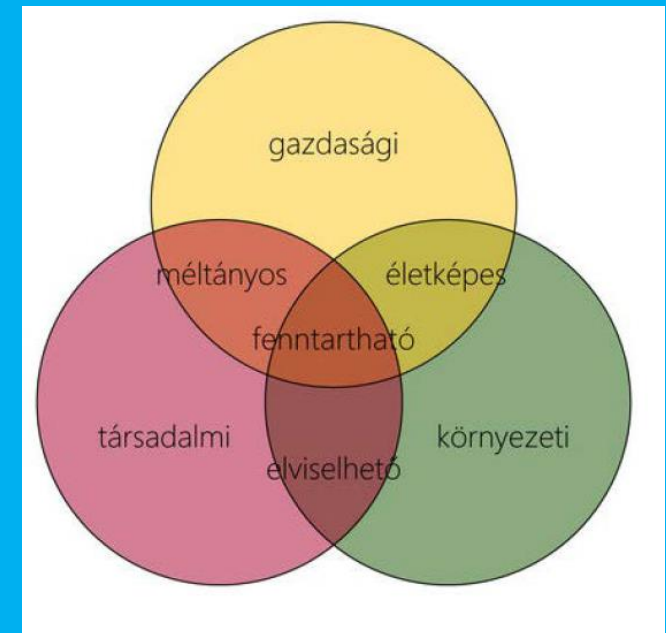 gazdasági
méltányos
életképes
fenntartható
társadalmi
környezeti
elviselhető